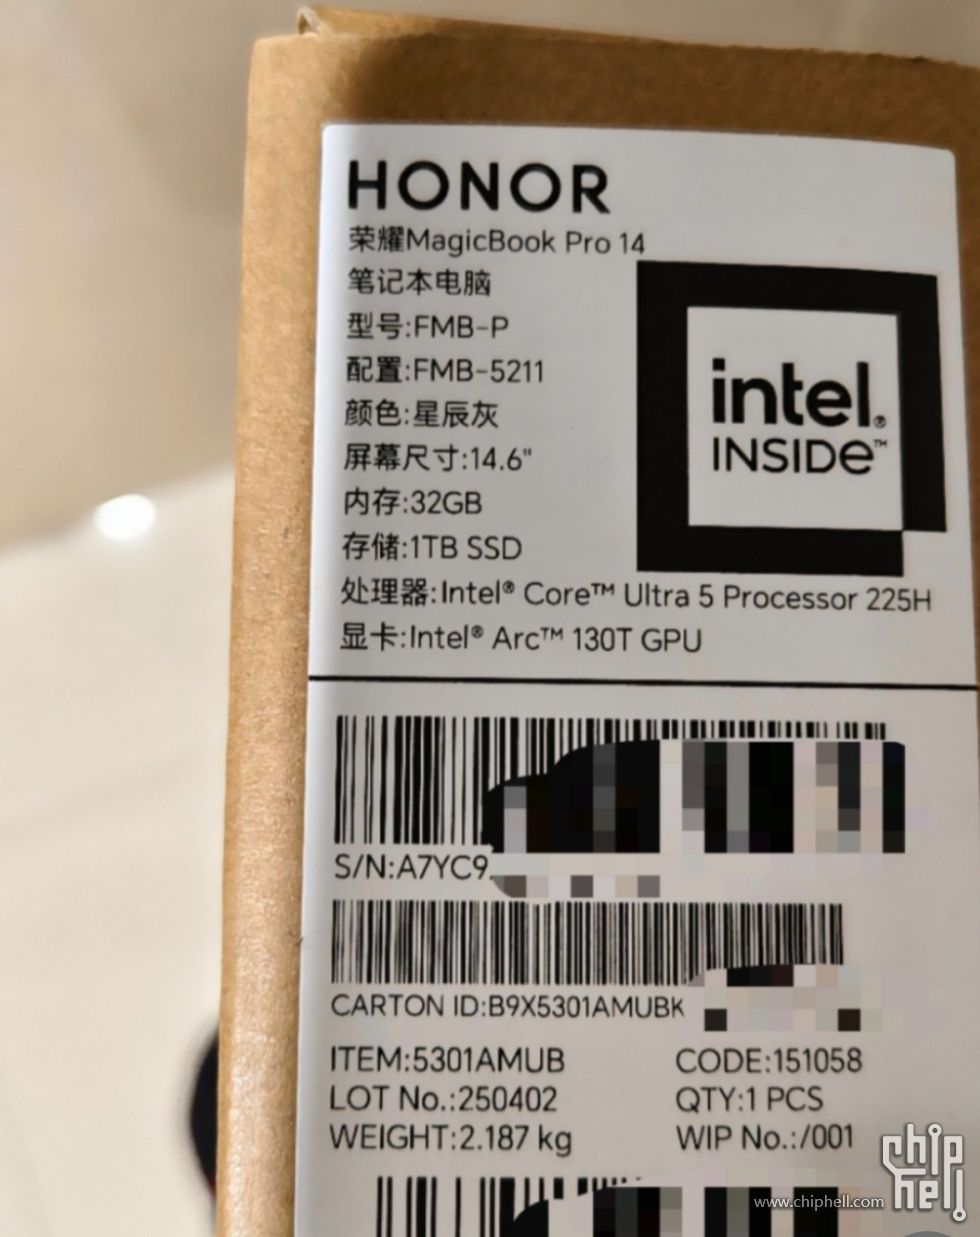 HONOR
荣耀MagicBook Pro 14
笔记本电脑
型号:FMB-P
配置:FMB-5211
颜色:星辰灰
屏幕尺寸:14.6"
内存:32GB
存储:1TB SSD
处理器:Intel® Core™ Ultra 5 Processor 225H
显卡:Intel® Arc™ 130T GPU
intel®
INSIDe™
S/N:A7YC9
CARTON ID:B9X5301AMUBK
ITEM:5301AMUB CODE:151058
LOT No.:250402 QTY:1 PCS
WEIGHT:2.187 kg WIP No.:/001
www.chiphell.com
chip
hell